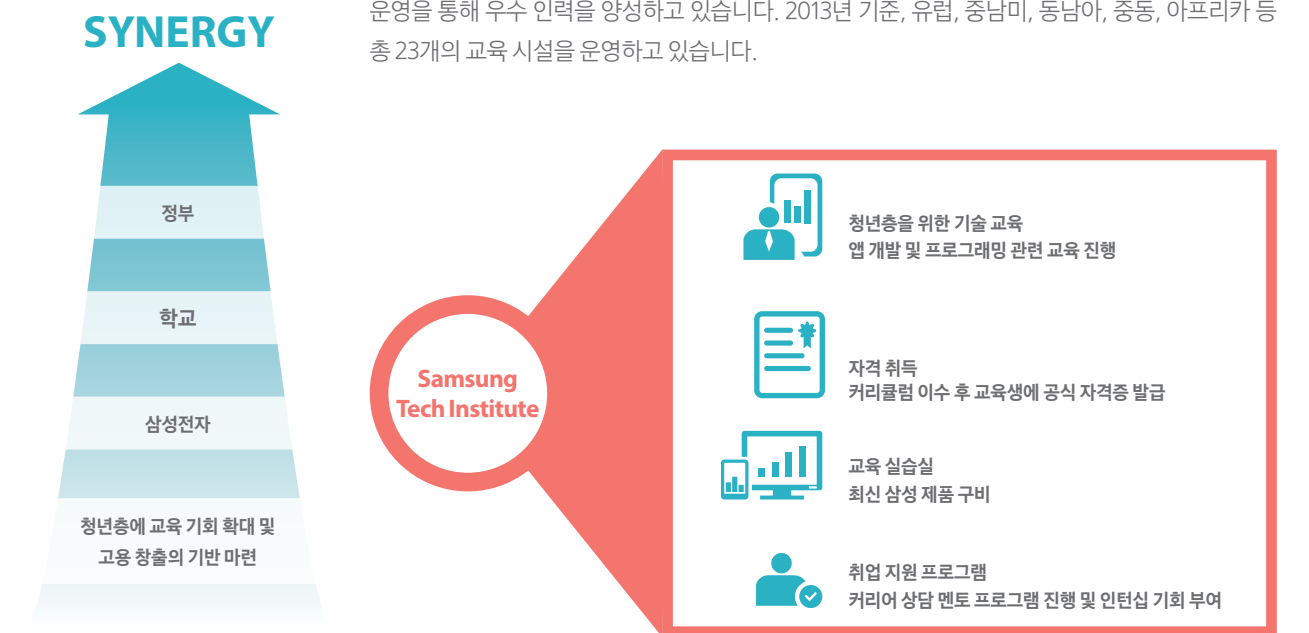 SYNERGY
운영을 통해 우수 인력을 양성하고 있습니다. 2013년 기준, 유럽, 중남미, 동남아, 중동, 아프리카 등
총 23개의 교육 시설을 운영하고 있습니다.
정부
학교
삼성전자
청년층에 교육 기회 확대 및
고용 창출의 기반 마련
Samsung
Tech Institute
청년층을 위한 기술 교육
앱 개발 및 프로그래밍 관련 교육 진행
자격 취득
커리큘럼 이수 후 교육생에 공식 자격증 발급
교육 실습실
최신 삼성 제품 구비
취업 지원 프로그램
커리어 상담 멘토 프로그램 진행 및 인턴십 기회 부여